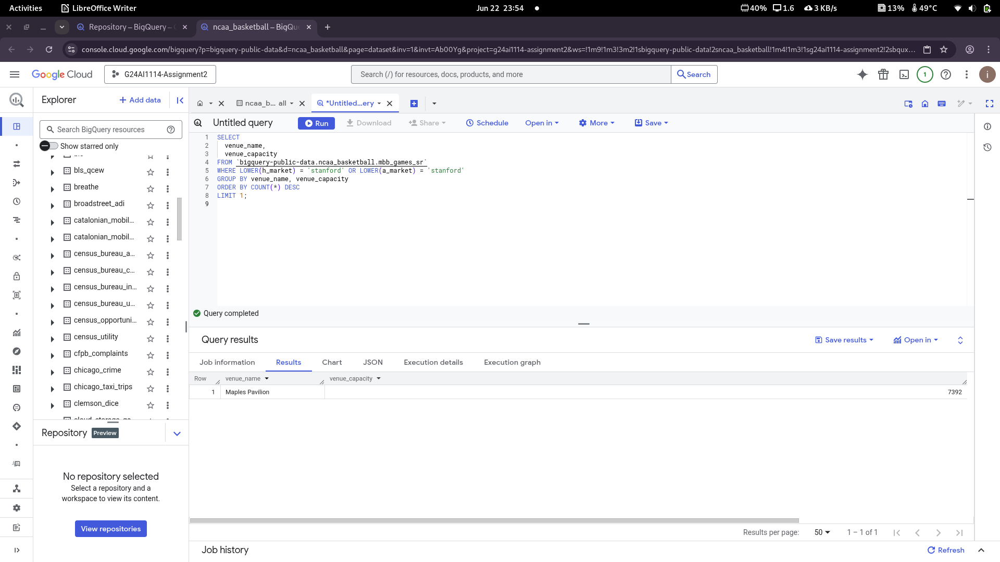 Activities LibreOffice Writer Jun 22 23:54 40% 1.6 3 KB/s 13% 49°C
Repository – BigQuery – ncaa_basketball – BigQue
console.cloud.google.com/bigquery?p=bigquery-public-data&d=ncaa_basketball&page=dataset&inv=1&invt=Ab00Yg&project=g24ai1114-assignment2&ws=!1m9!1m3!3m2!1sbigquery-public-data!2sncaa_basketball!1m4!1m3!1sg24ai1114-assignment2!2sbqux...
Google Cloud G24AI1114-Assignment2 Search (/) for resources, docs, products, and more Search 1 i
Explorer + Add data
ncaa_b... all *Untitled...ery
Search BigQuery resources
Show starred only
Untitled query Run Download Share Schedule Open in More Save
1 SELECT
2 venue_name,
3 venue_capacity
4 FROM `bigquery-public-data.ncaa_basketball.mbb_games_sr`
5 WHERE LOWER(h_market) = 'stanford' OR LOWER(a_market) = 'stanford'
6 GROUP BY venue_name, venue_capacity
7 ORDER BY COUNT(*) DESC
8 LIMIT 1;
9
bls_qcew
breathe
broadstreet_adi
catalonian_mobil...
catalonian_mobil...
census_bureau_a...
census_bureau_c...
census_bureau_in...
census_bureau_u...
census_opportuni...
census_utility
cfpb_complaints
chicago_crime
chicago_taxi_trips
clemson_dice
Query completed
Query results Save results Open in
Job information Results Chart JSON Execution details Execution graph
Row venue_name venue_capacity
1 Maples Pavilion 7392
Repository Preview
No repository selected
Select a repository and a
workspace to view its content.
View repositories
Results per page: 50 1 – 1 of 1
Job history Refresh